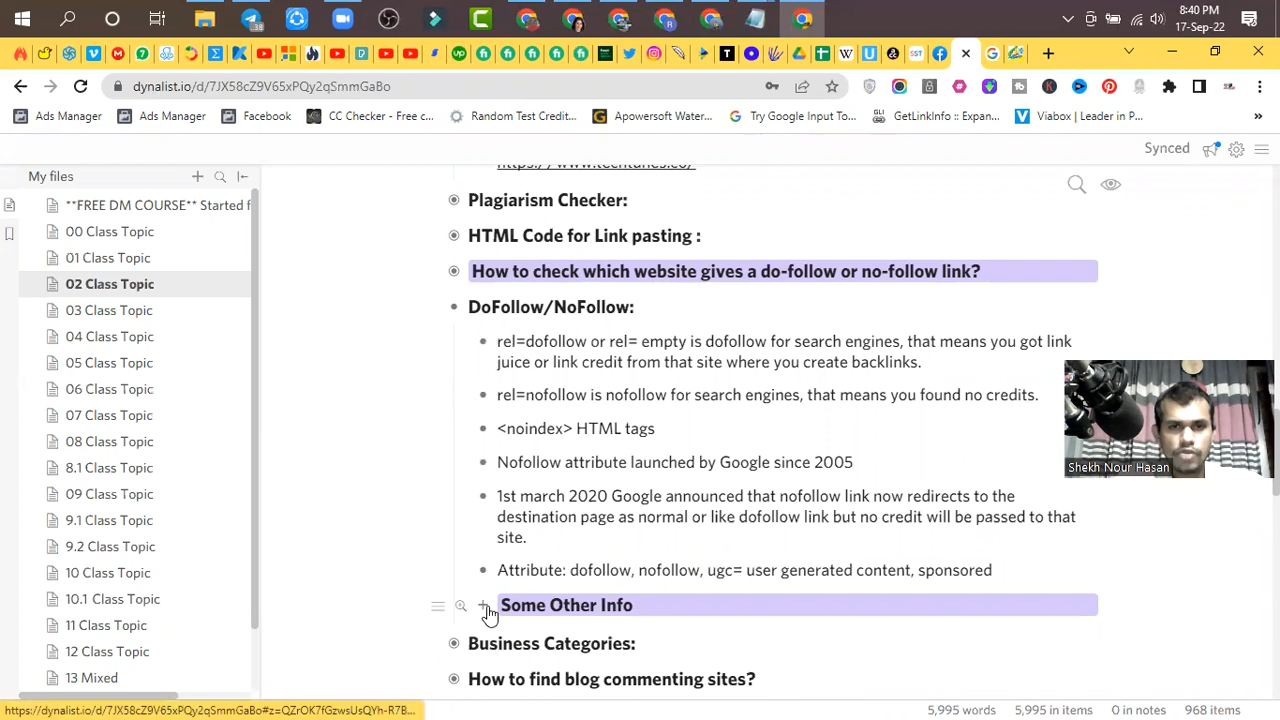 38
8:40 PM
17-Sep-22
dynalist.io/d/7JX58cZ9V65xPQy2qSmmGaBo
Ads Manager
Ads Manager
Facebook
CC Checker - Free c...
Random Test Credit...
Apowersoft Water...
Try Google Input To...
GetLinkInfo :: Expan...
Viabox | Leader in P...
»
Synced
My files
**FREE DM COURSE** Started f
00 Class Topic
01 Class Topic
02 Class Topic
03 Class Topic
04 Class Topic
05 Class Topic
06 Class Topic
07 Class Topic
08 Class Topic
8.1 Class Topic
09 Class Topic
9.1 Class Topic
9.2 Class Topic
10 Class Topic
10.1 Class Topic
11 Class Topic
12 Class Topic
13 Mixed
https://www.techtunes.co/
Plagiarism Checker:
HTML Code for Link pasting :
How to check which website gives a do-follow or no-follow link?
DoFollow/NoFollow:
rel=dofollow or rel= empty is dofollow for search engines, that means you got link
juice or link credit from that site where you create backlinks.
rel=nofollow is nofollow for search engines, that means you found no credits.
<noindex> HTML tags
Nofollow attribute launched by Google since 2005
1st march 2020 Google announced that nofollow link now redirects to the
destination page as normal or like dofollow link but no credit will be passed to that
site.
Attribute: dofollow, nofollow, ugc= user generated content, sponsored
Some Other Info
Business Categories:
How to find blog commenting sites?
Shekh Nour Hasan
https://dynalist.io/d/7JX58cZ9V65xPQy2qSmmGaBo#z=QZrOK7fGzwsUsQYh-R7B...
5,995 words
5,995 in items
0 in notes
968 items